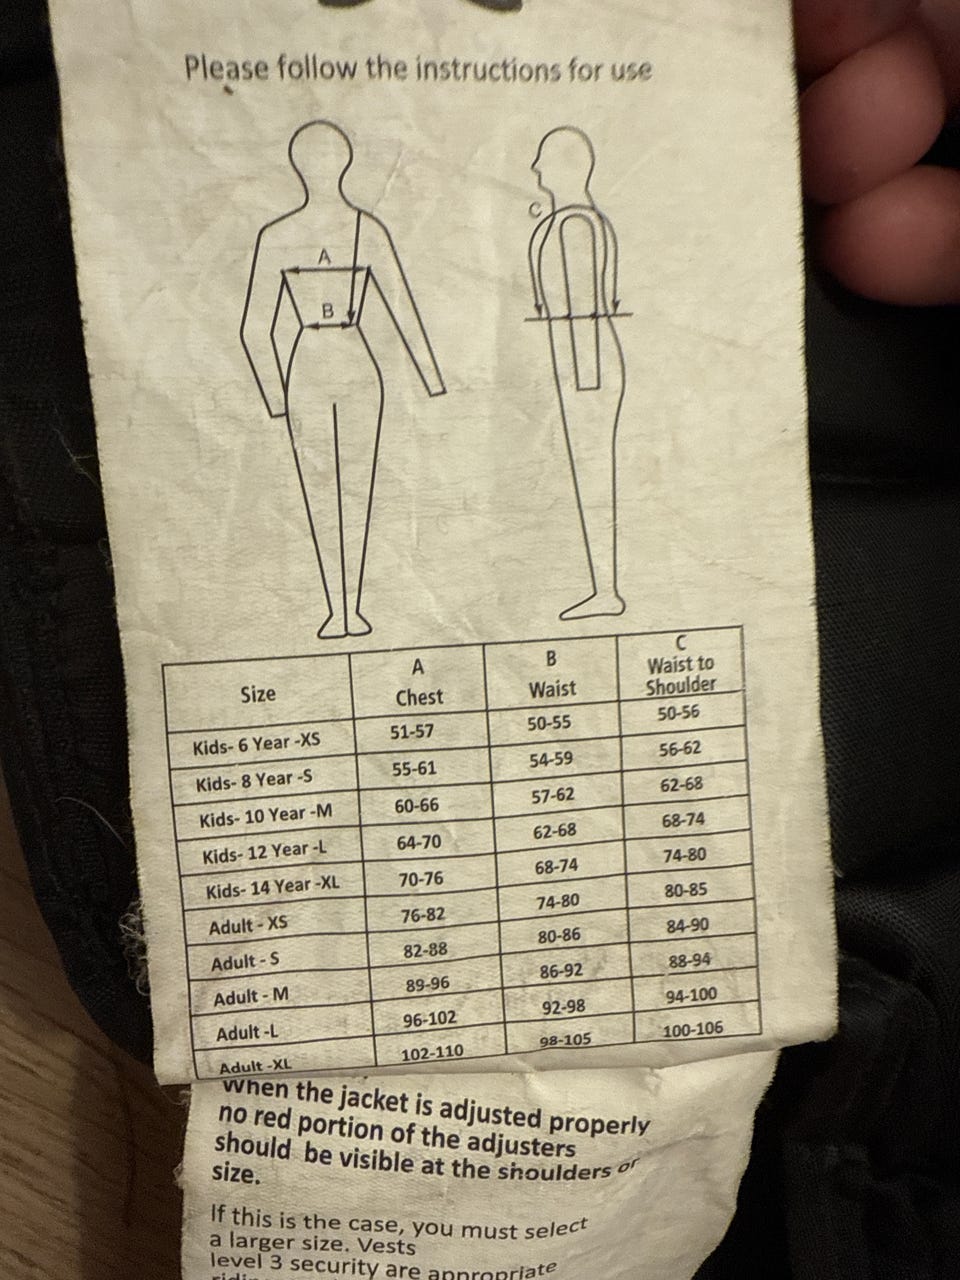 Please follow the instructions for use
C
A
B
Size A Chest B Waist C Waist to Shoulder
Kids- 6 Year -XS 51-57 50-55 50-56
Kids- 8 Year -S 55-61 54-59 56-62
Kids- 10 Year -M 60-66 57-62 62-68
Kids- 12 Year -L 64-70 62-68 68-74
Kids- 14 Year -XL 70-76 68-74 74-80
Adult - XS 76-82 74-80 80-85
Adult - S 82-88 80-86 84-90
Adult - M 89-96 86-92 88-94
Adult -L 96-102 92-98 94-100
Adult -XL 102-110 98-105 100-106
When the jacket is adjusted properly
no red portion of the adjusters
should be visible at the shoulders or
size.
If this is the case, you must select
a larger size. Vests
level 3 security are appropriate